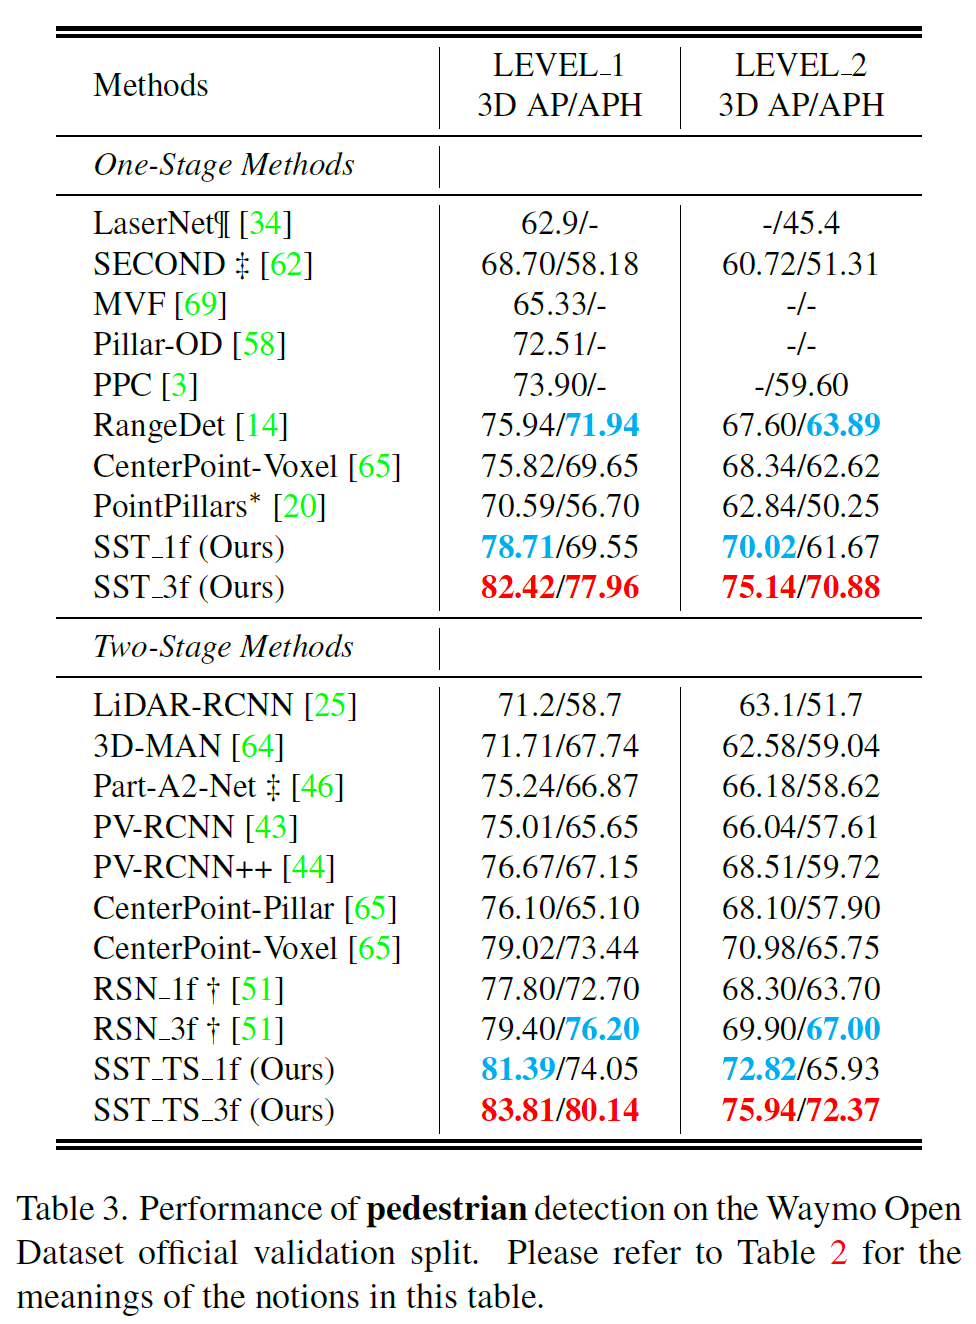 Methods LEVEL_1 LEVEL_2
3D AP/APH 3D AP/APH
One-Stage Methods
LaserNet¶ [34] 62.9/- -/45.4
SECOND ‡ [62] 68.70/58.18 60.72/51.31
MVF [69] 65.33/- -/-
Pillar-OD [58] 72.51/- -/-
PPC [3] 73.90/- -/59.60
RangeDet [14] 75.94/71.94 67.60/63.89
CenterPoint-Voxel [65] 75.82/69.65 68.34/62.62
PointPillars* [20] 70.59/56.70 62.84/50.25
SST_1f (Ours) 78.71/69.55 70.02/61.67
SST_3f (Ours) 82.42/77.96 75.14/70.88
Two-Stage Methods
LiDAR-RCNN [25] 71.2/58.7 63.1/51.7
3D-MAN [64] 71.71/67.74 62.58/59.04
Part-A2-Net ‡ [46] 75.24/66.87 66.18/58.62
PV-RCNN [43] 75.01/65.65 66.04/57.61
PV-RCNN++ [44] 76.67/67.15 68.51/59.72
CenterPoint-Pillar [65] 76.10/65.10 68.10/57.90
CenterPoint-Voxel [65] 79.02/73.44 70.98/65.75
RSN_1f † [51] 77.80/72.70 68.30/63.70
RSN_3f † [51] 79.40/76.20 69.90/67.00
SST_TS_1f (Ours) 81.39/74.05 72.82/65.93
SST_TS_3f (Ours) 83.81/80.14 75.94/72.37
Table 3. Performance of pedestrian detection on the Waymo Open
Dataset official validation split. Please refer to Table 2 for the
meanings of the notions in this table.